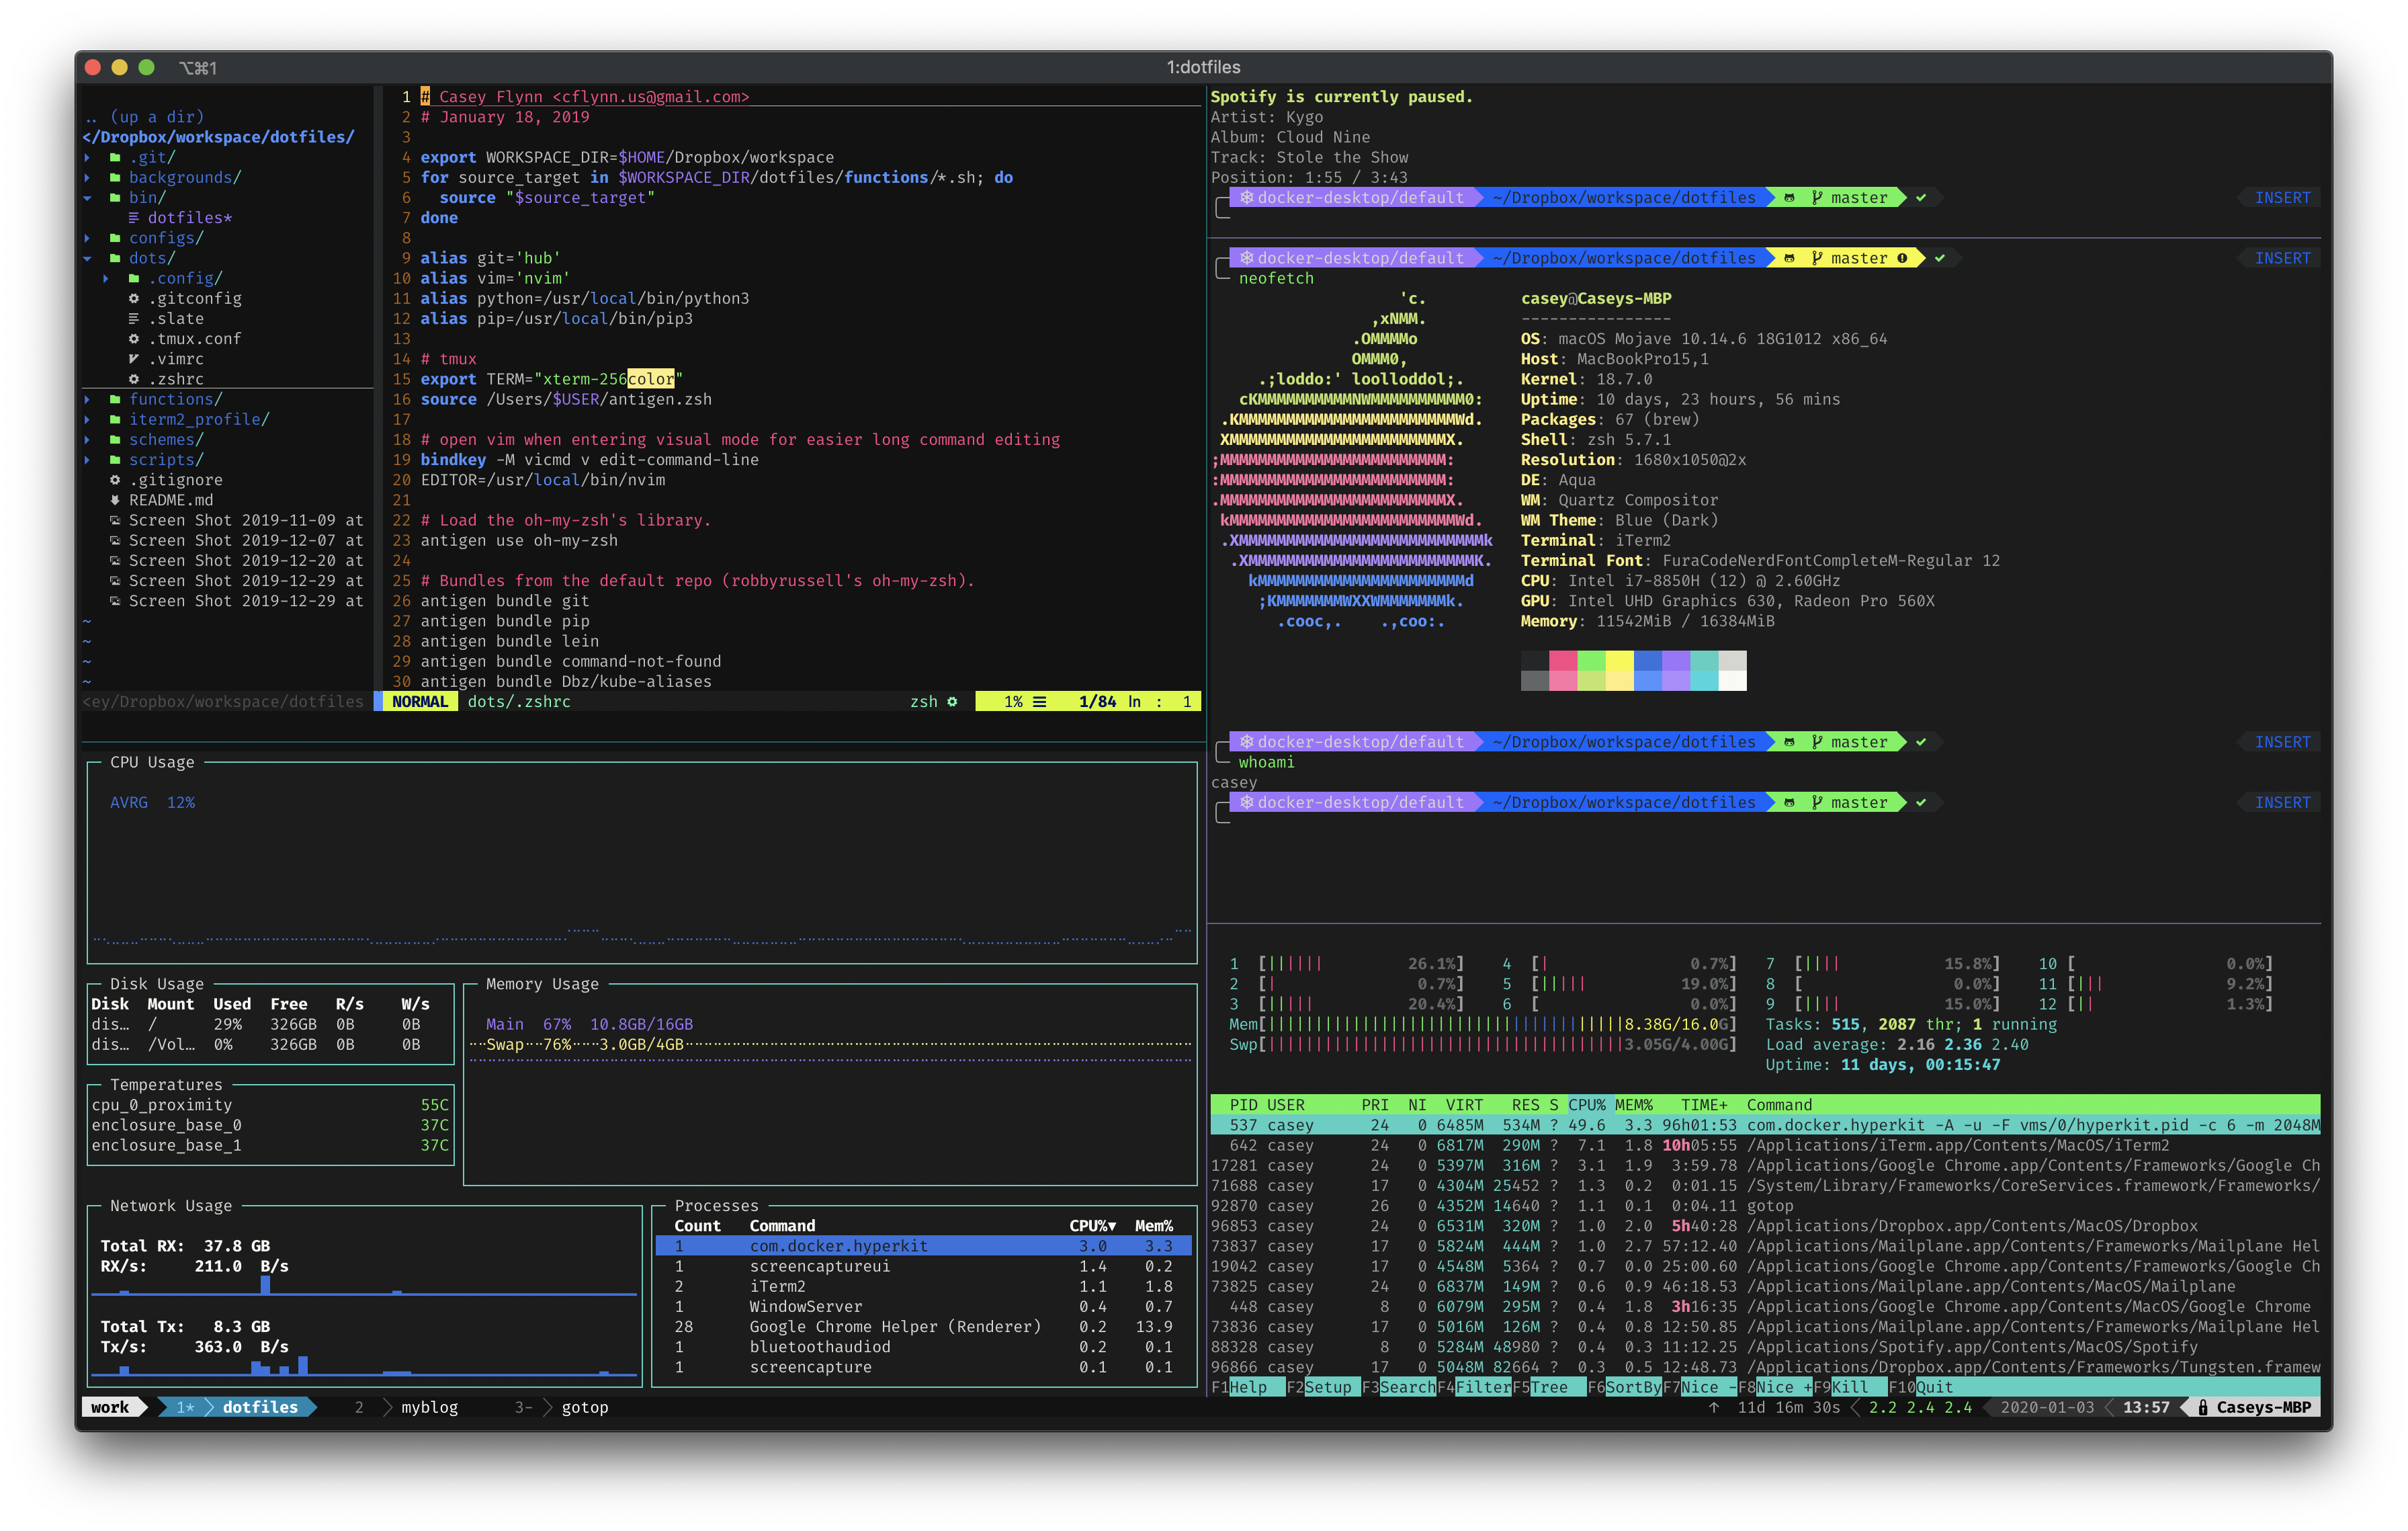 ⌥⌘1
1:dotfiles
.. (up a dir)
</Dropbox/workspace/dotfiles/
.git/
backgrounds/
bin/
dotfiles*
configs/
dots/
.config/
.gitconfig
.slate
.tmux.conf
.vimrc
.zshrc
functions/
iterm2_profile/
schemes/
scripts/
.gitignore
README.md
Screen Shot 2019-11-09 at
Screen Shot 2019-12-07 at
Screen Shot 2019-12-20 at
Screen Shot 2019-12-29 at
Screen Shot 2019-12-29 at
~
~
~
~
<ey/Dropbox/workspace/dotfiles
1 # Casey Flynn <cflynn.us@gmail.com>
2 # January 18, 2019
3
4 export WORKSPACE_DIR=$HOME/Dropbox/workspace
5 for source_target in $WORKSPACE_DIR/dotfiles/functions/*.sh; do
6   source "$source_target"
7 done
8
9 alias git='hub'
10 alias vim='nvim'
11 alias python=/usr/local/bin/python3
12 alias pip=/usr/local/bin/pip3
13
14 # tmux
15 export TERM="xterm-256color"
16 source /Users/$USER/antigen.zsh
17
18 # open vim when entering visual mode for easier long command editing
19 bindkey -M vicmd v edit-command-line
20 EDITOR=/usr/local/bin/nvim
21
22 # Load the oh-my-zsh's library.
23 antigen use oh-my-zsh
24
25 # Bundles from the default repo (robbyrussell's oh-my-zsh).
26 antigen bundle git
27 antigen bundle pip
28 antigen bundle lein
29 antigen bundle command-not-found
30 antigen bundle Dbz/kube-aliases
NORMAL dots/.zshrc zsh 1% ☰ 1/84 ln : 1
Spotify is currently paused.
Artist: Kygo
Album: Cloud Nine
Track: Stole the Show
Position: 1:55 / 3:43
docker-desktop/default ~/Dropbox/workspace/dotfiles master ✔ INSERT
docker-desktop/default ~/Dropbox/workspace/dotfiles master ✔ INSERT
neofetch
'c.
,xNMM.
.OMMMMo
OMMM0,
.;loddo:' loolloddol;.
cKMMMMMMMMMMNWMMMMMMMMMM0:
.KMMMMMMMMMMMMMMMMMMMMMMMWd.
XMMMMMMMMMMMMMMMMMMMMMMMX.
;MMMMMMMMMMMMMMMMMMMMMMMM:
:MMMMMMMMMMMMMMMMMMMMMMMM:
.MMMMMMMMMMMMMMMMMMMMMMMMX.
kMMMMMMMMMMMMMMMMMMMMMMMMWd.
.XMMMMMMMMMMMMMMMMMMMMMMMMMMk
.XMMMMMMMMMMMMMMMMMMMMMMMMK.
kMMMMMMMMMMMMMMMMMMMMMMd
;KMMMMMMMWXXWMMMMMMMk.
.cooc,.    .,coo:.
casey@Caseys-MBP
----------------
OS: macOS Mojave 10.14.6 18G1012 x86_64
Host: MacBookPro15,1
Kernel: 18.7.0
Uptime: 10 days, 23 hours, 56 mins
Packages: 67 (brew)
Shell: zsh 5.7.1
Resolution: 1680x1050@2x
DE: Aqua
WM: Quartz Compositor
WM Theme: Blue (Dark)
Terminal: iTerm2
Terminal Font: FuraCodeNerdFontCompleteM-Regular 12
CPU: Intel i7-8850H (12) @ 2.60GHz
GPU: Intel UHD Graphics 630, Radeon Pro 560X
Memory: 11542MiB / 16384MiB
docker-desktop/default ~/Dropbox/workspace/dotfiles master ✔ INSERT
whoami
casey
docker-desktop/default ~/Dropbox/workspace/dotfiles master ✔ INSERT
CPU Usage
AVRG 12%
Disk Usage
Disk Mount Used Free R/s W/s
dis… / 29% 326GB 0B 0B
dis… /Vol… 0% 326GB 0B 0B
Memory Usage
Main 67% 10.8GB/16GB
Swap 76% 3.0GB/4GB
Temperatures
cpu_0_proximity 55C
enclosure_base_0 37C
enclosure_base_1 37C
Network Usage
Total RX: 37.8 GB
RX/s: 211.0 B/s
Total Tx: 8.3 GB
Tx/s: 363.0 B/s
Processes
Count Command CPU%▼ Mem%
1 com.docker.hyperkit 3.0 3.3
1 screencaptureui 1.4 0.2
2 iTerm2 1.1 1.8
1 WindowServer 0.4 0.7
28 Google Chrome Helper (Renderer) 0.2 13.9
1 bluetoothaudiod 0.2 0.1
1 screencapture 0.1 0.1
1 [||||||26.1%] 4 [|0.7%] 7 [||||15.8%] 10 [0.0%]
2 [|0.7%] 5 [|||||19.0%] 8 [0.0%] 11 [|||9.2%]
3 [|||||20.4%] 6 [0.0%] 9 [||||15.0%] 12 [||1.3%]
Mem[8.38G/16.0G] Tasks: 515, 2087 thr; 1 running
Swp[3.05G/4.00G] Load average: 2.16 2.36 2.40
Uptime: 11 days, 00:15:47
PID USER PRI NI VIRT RES S CPU% MEM% TIME+ Command
537 casey 24 0 6485M 534M ? 49.6 3.3 96h01:53 com.docker.hyperkit -A -u -F vms/0/hyperkit.pid -c 6 -m 2048M
642 casey 24 0 6817M 290M ? 7.1 1.8 10h05:55 /Applications/iTerm.app/Contents/MacOS/iTerm2
17281 casey 24 0 5397M 316M ? 3.1 1.9 3:59.78 /Applications/Google Chrome.app/Contents/Frameworks/Google Ch
71688 casey 17 0 4304M 25452 ? 1.3 0.2 0:01.15 /System/Library/Frameworks/CoreServices.framework/Frameworks/
92870 casey 26 0 4352M 14640 ? 1.1 0.1 0:04.11 gotop
96853 casey 24 0 6531M 320M ? 1.0 2.0 5h40:28 /Applications/Dropbox.app/Contents/MacOS/Dropbox
73837 casey 17 0 5824M 444M ? 1.0 2.7 57:12.40 /Applications/Mailplane.app/Contents/Frameworks/Mailplane Hel
19042 casey 17 0 4548M 5364 ? 0.7 0.0 25:00.60 /Applications/Google Chrome.app/Contents/Frameworks/Google Ch
73825 casey 24 0 6837M 149M ? 0.6 0.9 46:18.53 /Applications/Mailplane.app/Contents/MacOS/Mailplane
448 casey 8 0 6079M 295M ? 0.4 1.8 3h16:35 /Applications/Google Chrome.app/Contents/MacOS/Google Chrome
73836 casey 17 0 5016M 126M ? 0.4 0.8 12:50.85 /Applications/Mailplane.app/Contents/Frameworks/Mailplane Hel
88328 casey 8 0 5284M 48980 ? 0.4 0.3 11:12.25 /Applications/Spotify.app/Contents/MacOS/Spotify
96866 casey 17 0 5048M 82664 ? 0.3 0.5 12:48.73 /Applications/Dropbox.app/Contents/Frameworks/Tungsten.framew
F1Help F2Setup F3SearchF4FilterF5Tree F6SortByF7Nice -F8Nice +F9Kill F10Quit
work 1* dotfiles 2 myblog 3- gotop ↑ 11d 16m 30s 2.2 2.4 2.4 2020-01-03 13:57 Caseys-MBP